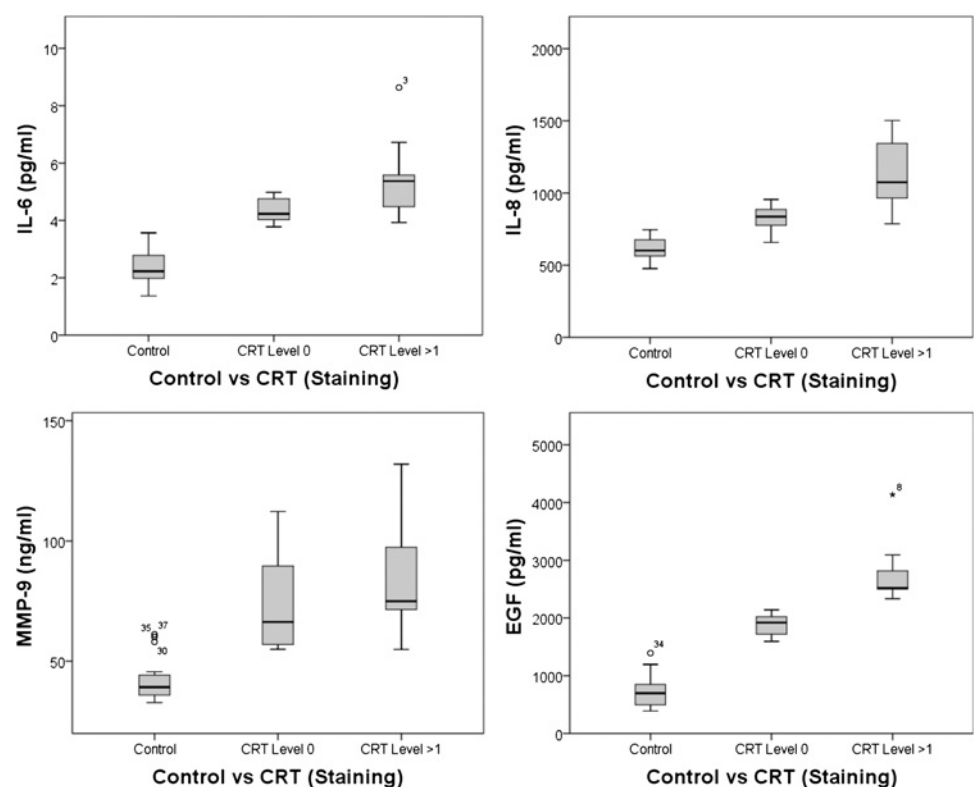 IL-6 (pg/ml)
10
8
6
4
2
0
3
Control
CRT Level 0
CRT Level >1
Control vs CRT (Staining)
IL-8 (pg/ml)
2000
1500
1000
500
0
Control
CRT Level 0
CRT Level >1
Control vs CRT (Staining)
MMP-9 (ng/ml)
150
100
50
35 37
30
Control
CRT Level 0
CRT Level >1
Control vs CRT (Staining)
EGF (pg/ml)
5000
4000
3000
2000
1000
0
34
8
Control
CRT Level 0
CRT Level >1
Control vs CRT (Staining)